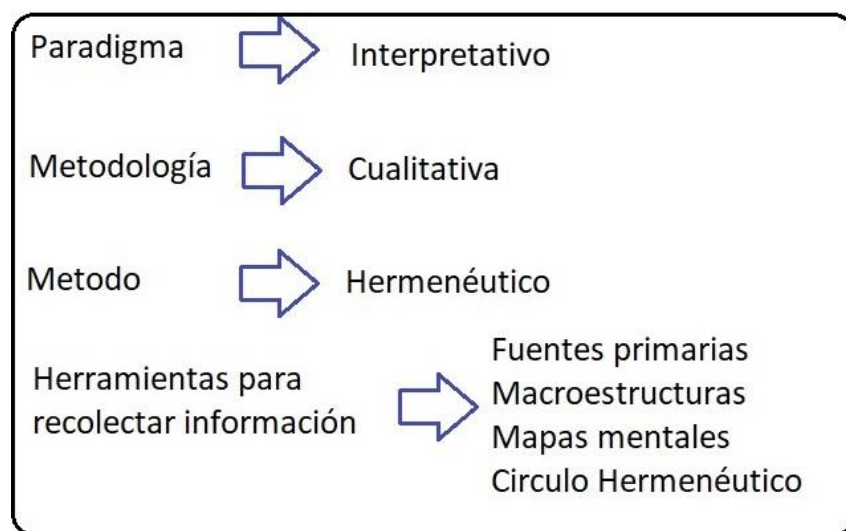 Paradigma
Interpretativo
Metodología
Cualitativa
Metodo
Hermenéutico
Herramientas para
recolectar información
Fuentes primarias
Macroestructuras
Mapas mentales
Circulo Hermenéutico